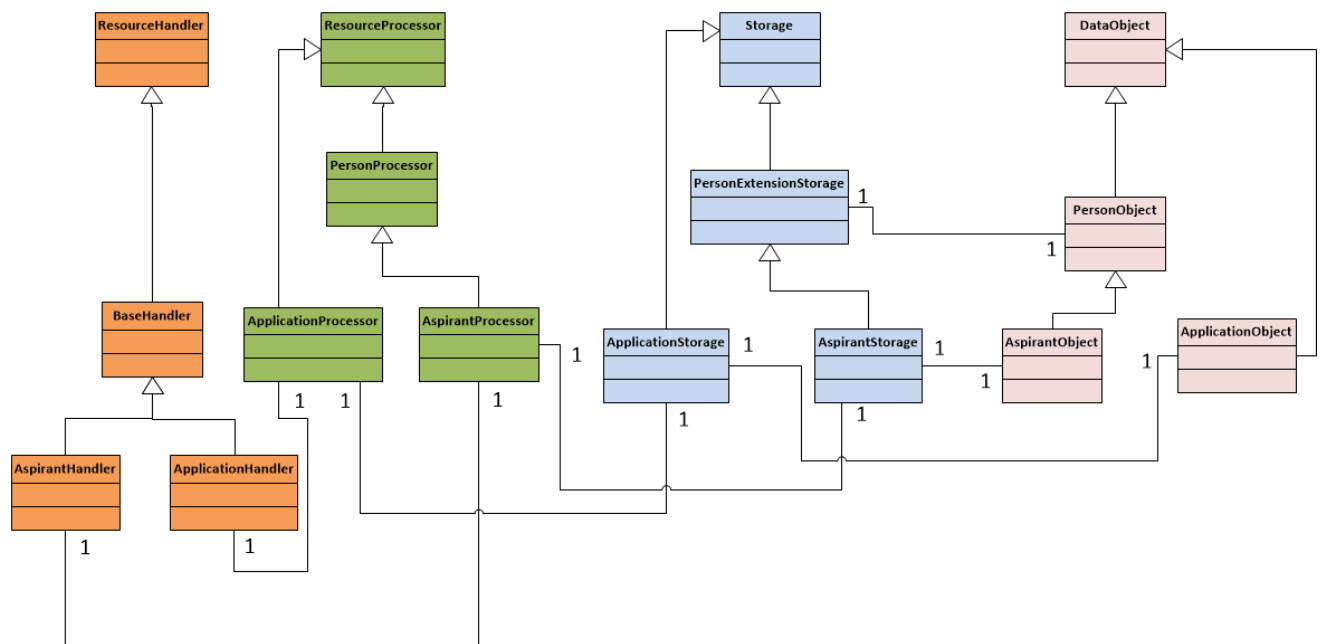 ResourceHandler
ResourceProcessor
Storage
DataObject
PersonProcessor
PersonExtensionStorage
1
PersonObject
1
BaseHandler
ApplicationProcessor
AspirantProcessor
ApplicationStorage
AspirantStorage
AspirantObject
ApplicationObject
1
1
1
1
1
1
1
1
1
1
AspirantHandler
ApplicationHandler
1
1